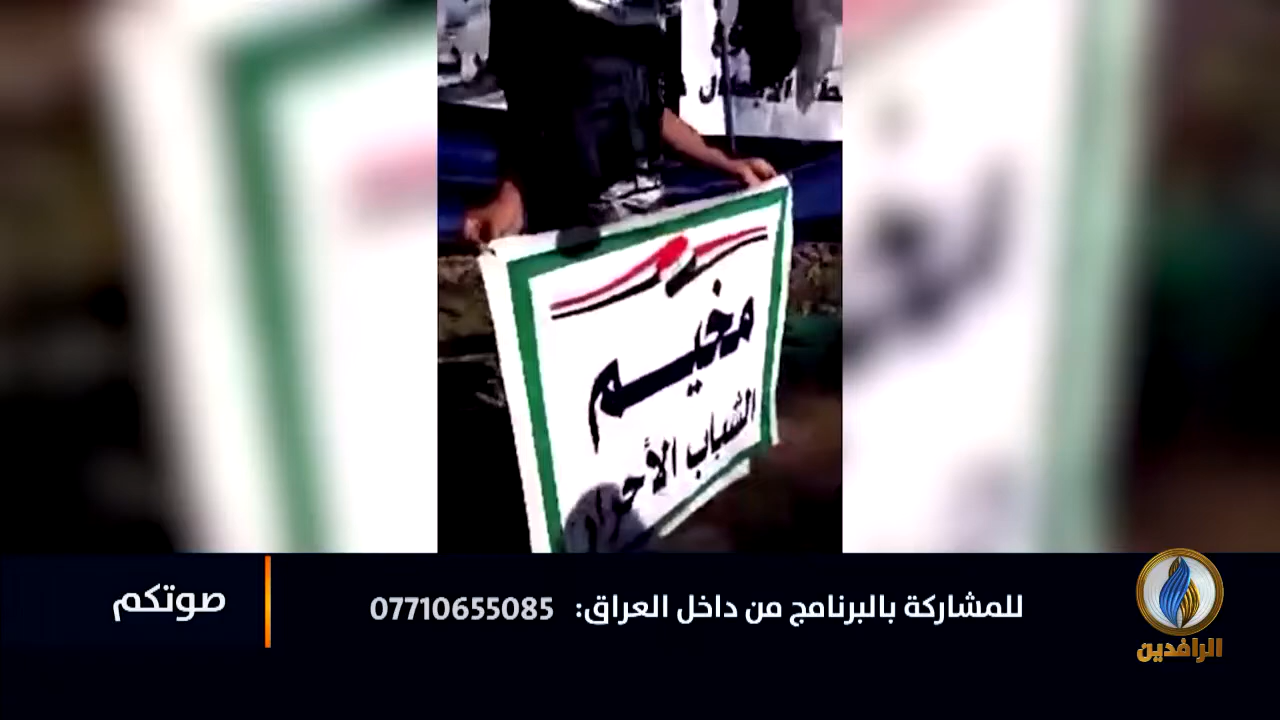 مخيم
الشباب الأحرار
للمشاركة بالبرنامج من داخل العراق: 07710655085
صوتكم
الرافدين